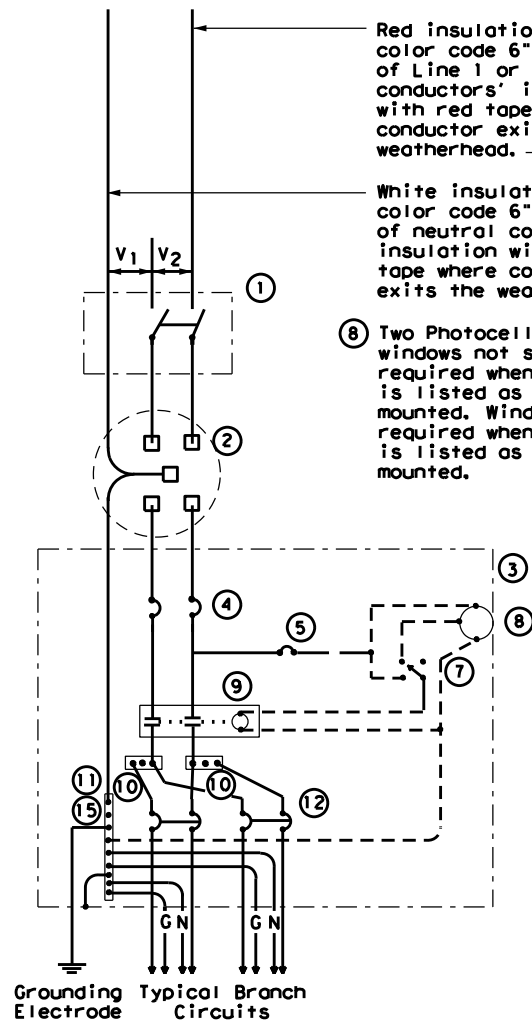 Red insulatio
color code 6"
of Line 1 or
conductors' i
with red tape
conductor exi
weatherhead.
White insulat
color code 6"
of neutral co
insulation wi
tape where co
exits the wea
V1 V2
1
8 Two Photocell
windows not s
required when
is listed as
mounted. Wind
required when
is listed as
mounted.
2
3
4
5
8
7
9
11
10 10
15
12
G N G N
Grounding Typical Branch
Electrode Circuits